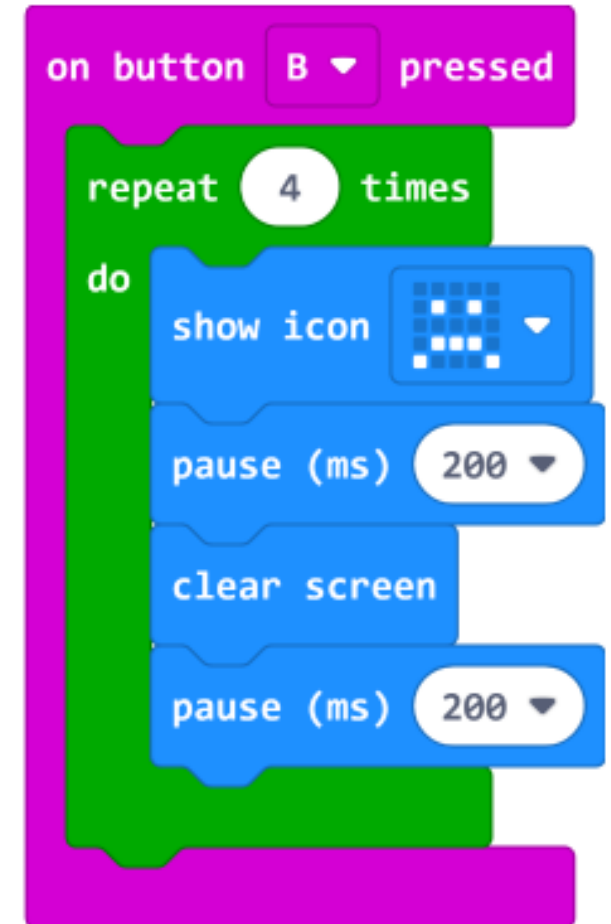 on button B pressed
repeat 4 times
do
show icon
pause (ms) 200
clear screen
pause (ms) 200